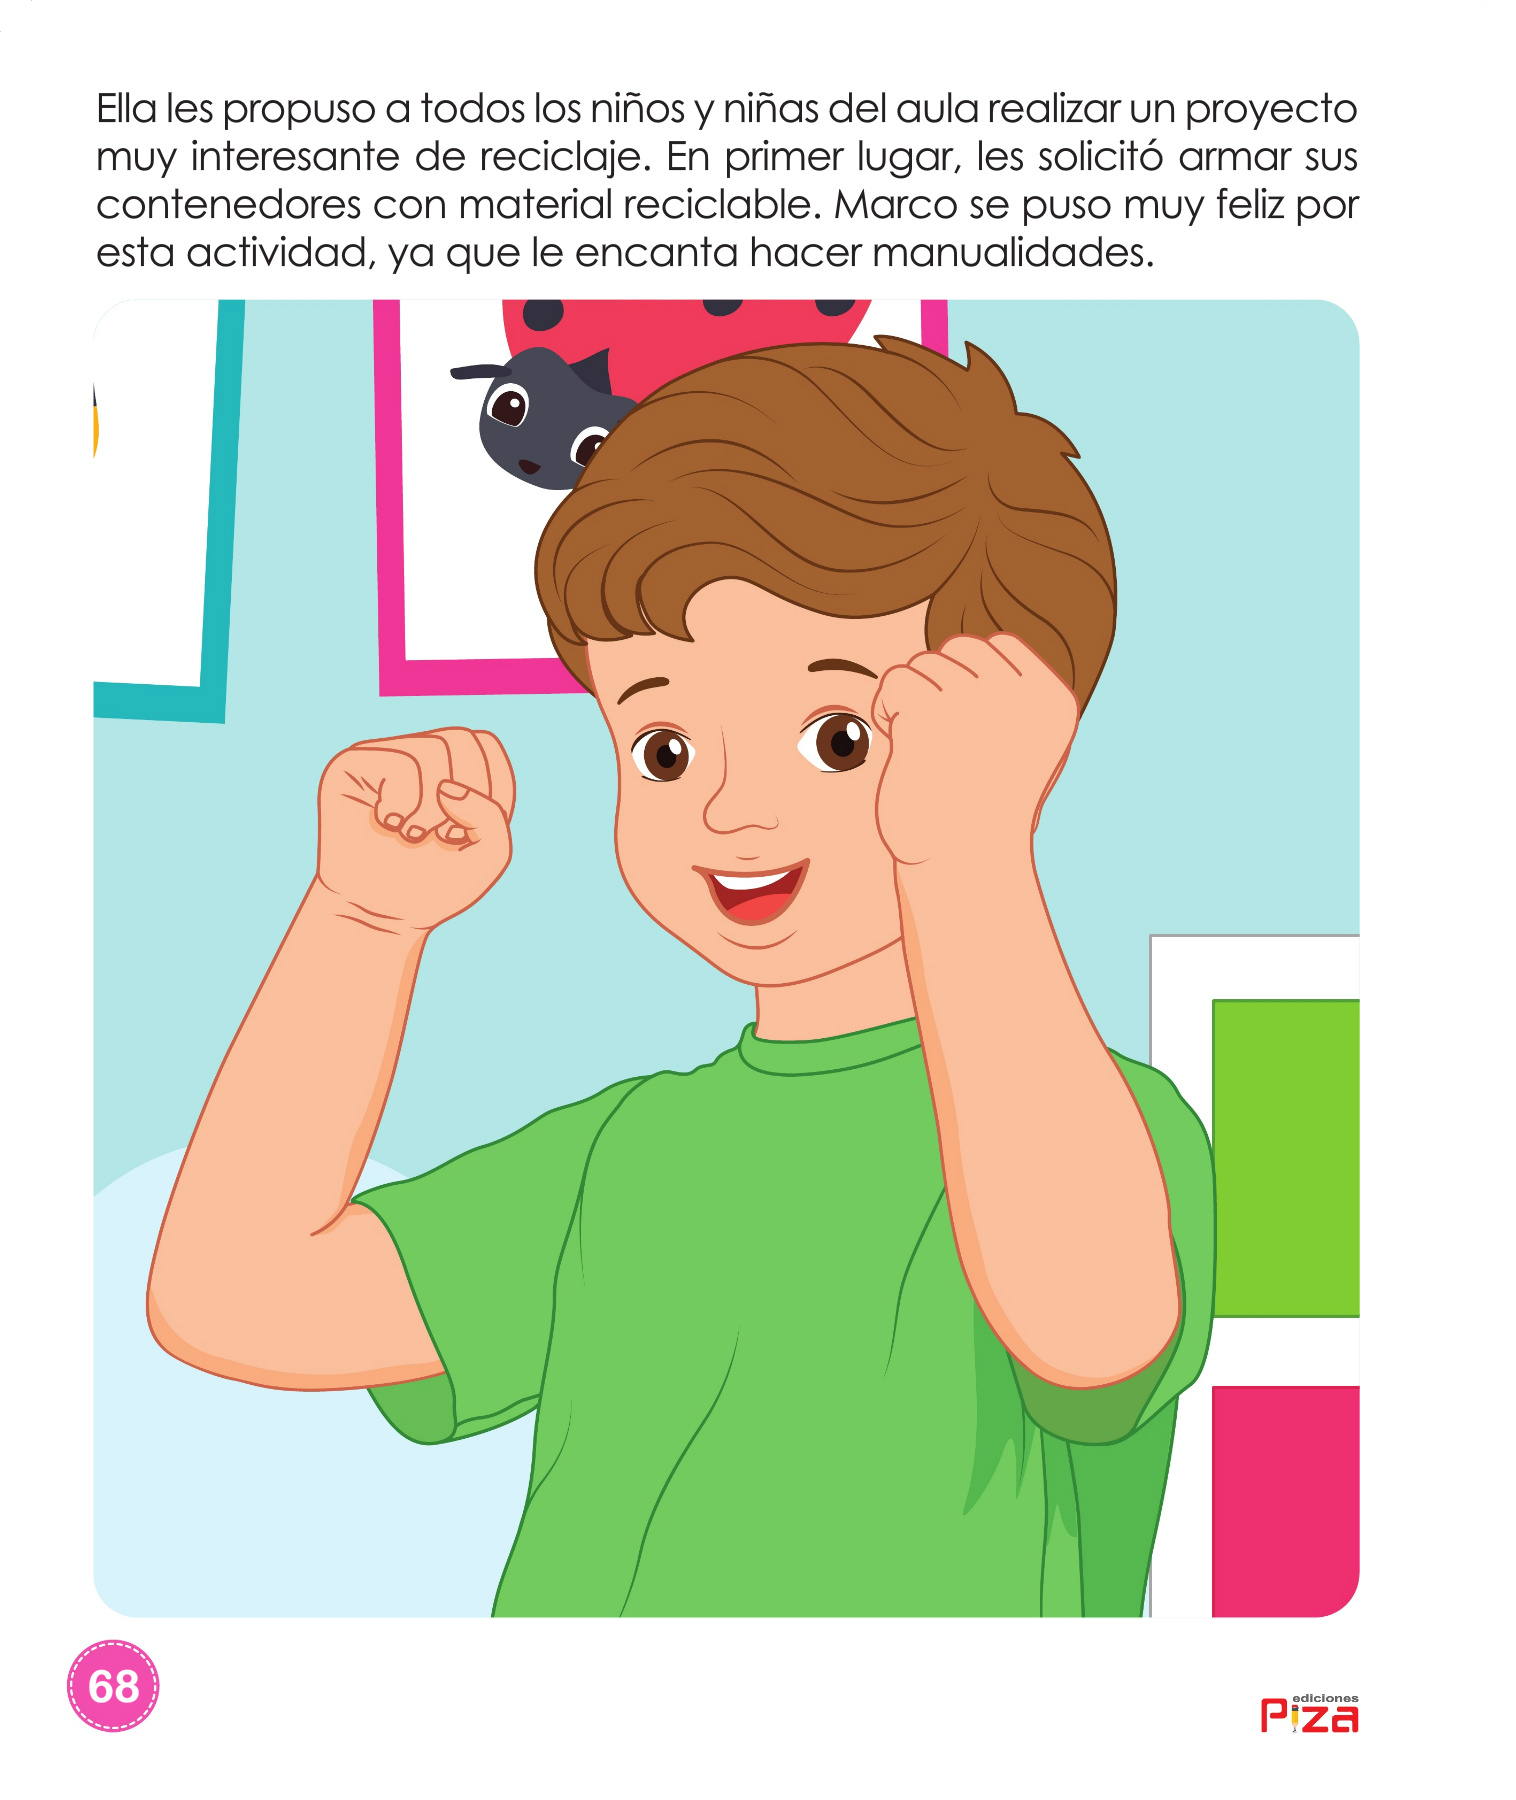 Ella les propuso a todos los niños y niñas del aula realizar un proyecto
muy interesante de reciclaje. En primer lugar, les solicitó armar sus
contenedores con material reciclable. Marco se puso muy feliz por
esta actividad, ya que le encanta hacer manualidades.
68
ediciones
Piza